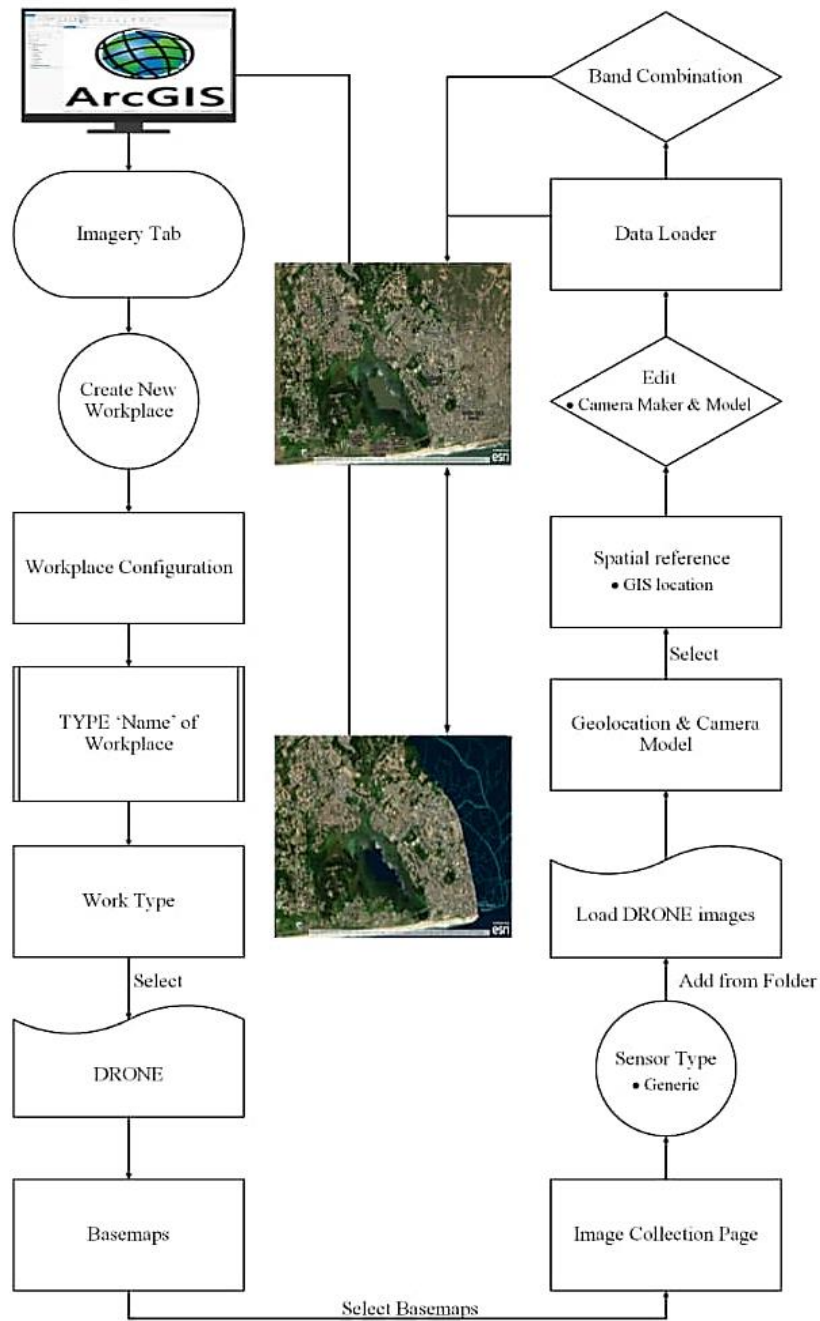 ArcGIS
Imagery Tab
Create New
Workplace
Workplace Configuration
TYPE ‘Name’ of
Workplace
Work Type
Select
DRONE
Basemaps
Select Basemaps
Image Collection Page
Sensor Type
• Generic
Add from Folder
Load DRONE images
Geolocation & Camera
Model
Select
Spatial reference
• GIS location
Edit
• Camera Maker & Model
Data Loader
Band Combination
esri
esri